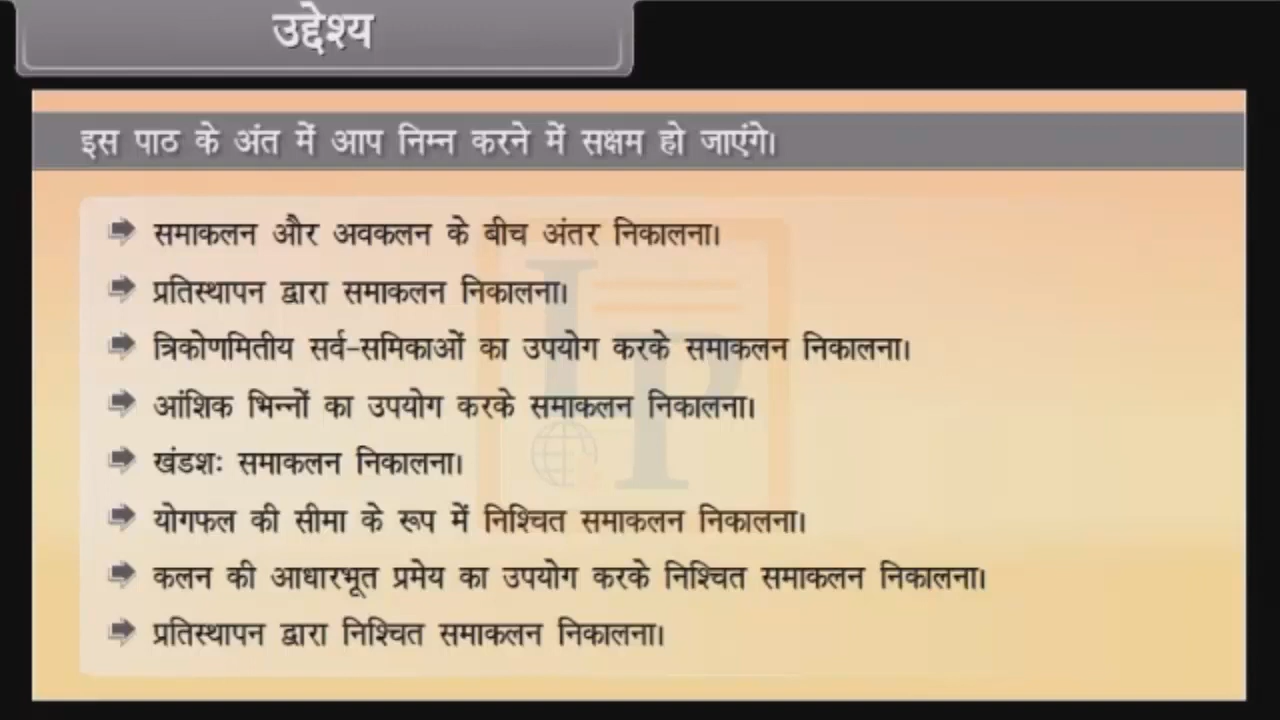 उद्देश्य
इस पाठ के अंत में आप निम्न करने में सक्षम हो जाएंगे।
समाकलन और अवकलन के बीच अंतर निकालना।
प्रतिस्थापन द्वारा समाकलन निकालना।
त्रिकोणमितीय सर्व-समिकाओं का उपयोग करके समाकलन निकालना।
आंशिक भिन्नों का उपयोग करके समाकलन निकालना।
खंडशः समाकलन निकालना।
योगफल की सीमा के रूप में निश्चित समाकलन निकालना।
कलन की आधारभूत प्रमेय का उपयोग करके निश्चित समाकलन निकालना।
प्रतिस्थापन द्वारा निश्चित समाकलन निकालना।